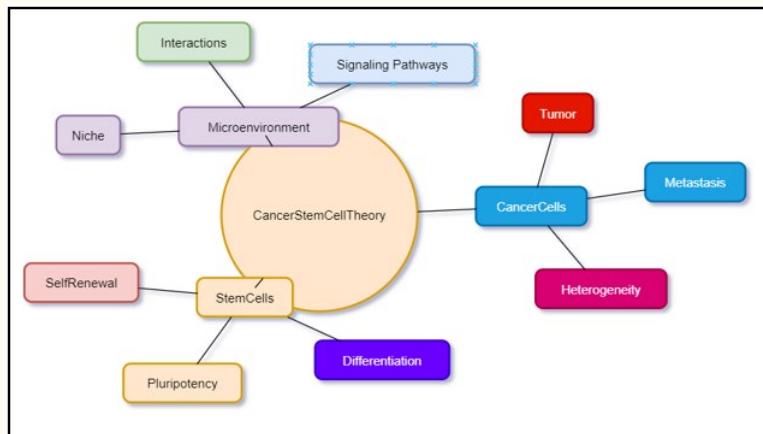 Interactions
Signaling Pathways
Niche
Microenvironment
Tumor
Metastasis
CancerCells
CancerStemCellTheory
SelfRenewal
StemCells
Heterogeneity
Differentiation
Pluripotency